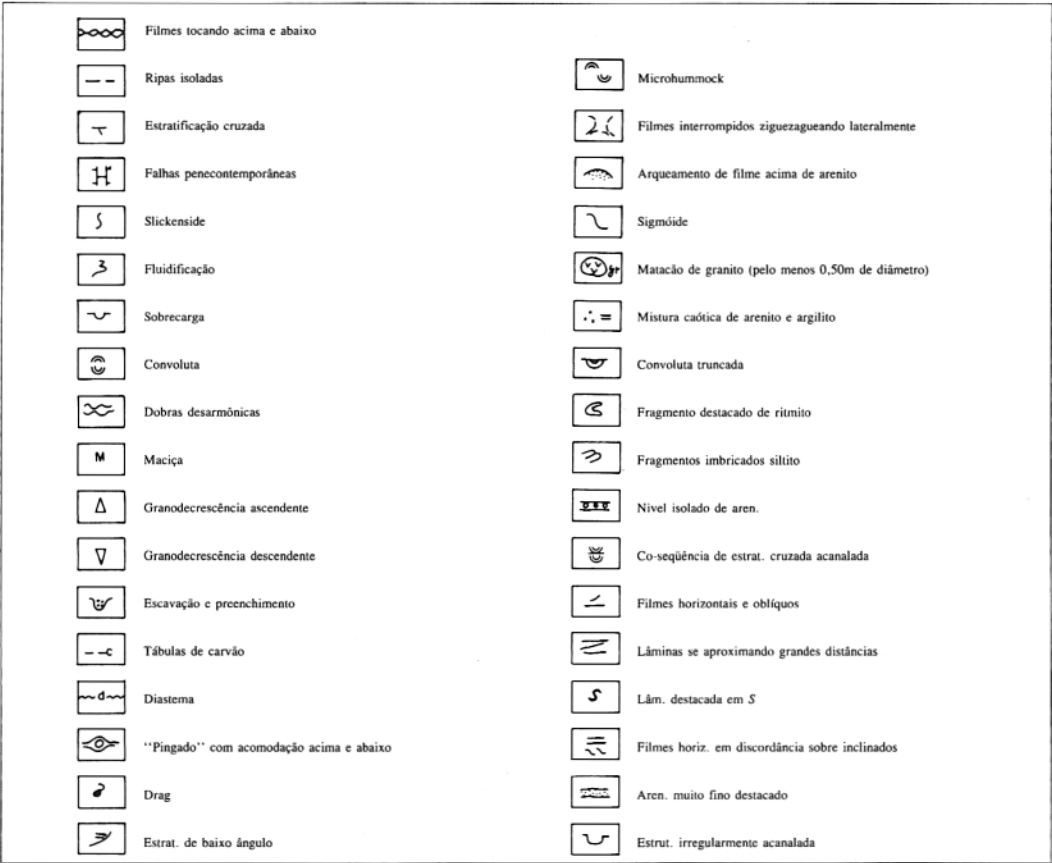 Filmes tocando acima e abaixo
Ripas isoladas
Estratificação cruzada
Falhas penecontemporâneas
Slickenside
Fluidificação
Sobrecarga
Convoluta
Dobras desarmônicas
M Maciça
Granodecrescência ascendente
Granodecrescência descendente
Escavação e preenchimento
c Tábulas de carvão
d Diastema
"Pingado" com acomodação acima e abaixo
Drag
Estrat. de baixo ângulo
Microhummock
Filmes interrompidos ziguezagueando lateralmente
Arqueamento de filme acima de arenito
Sigmóide
gr Matacão de granito (pelo menos 0,50m de diâmetro)
Mistura caótica de arenito e argilito
Convoluta truncada
Fragmento destacado de ritmito
Fragmentos imbricados siltito
Nivel isolado de aren.
Co-seqüência de estrat. cruzada acanalada
Filmes horizontais e oblíquos
Lâminas se aproximando grandes distâncias
S Lâm. destacada em S
Filmes horiz. em discordância sobre inclinados
Aren. muito fino destacado
Estrut. irregularmente acanalada